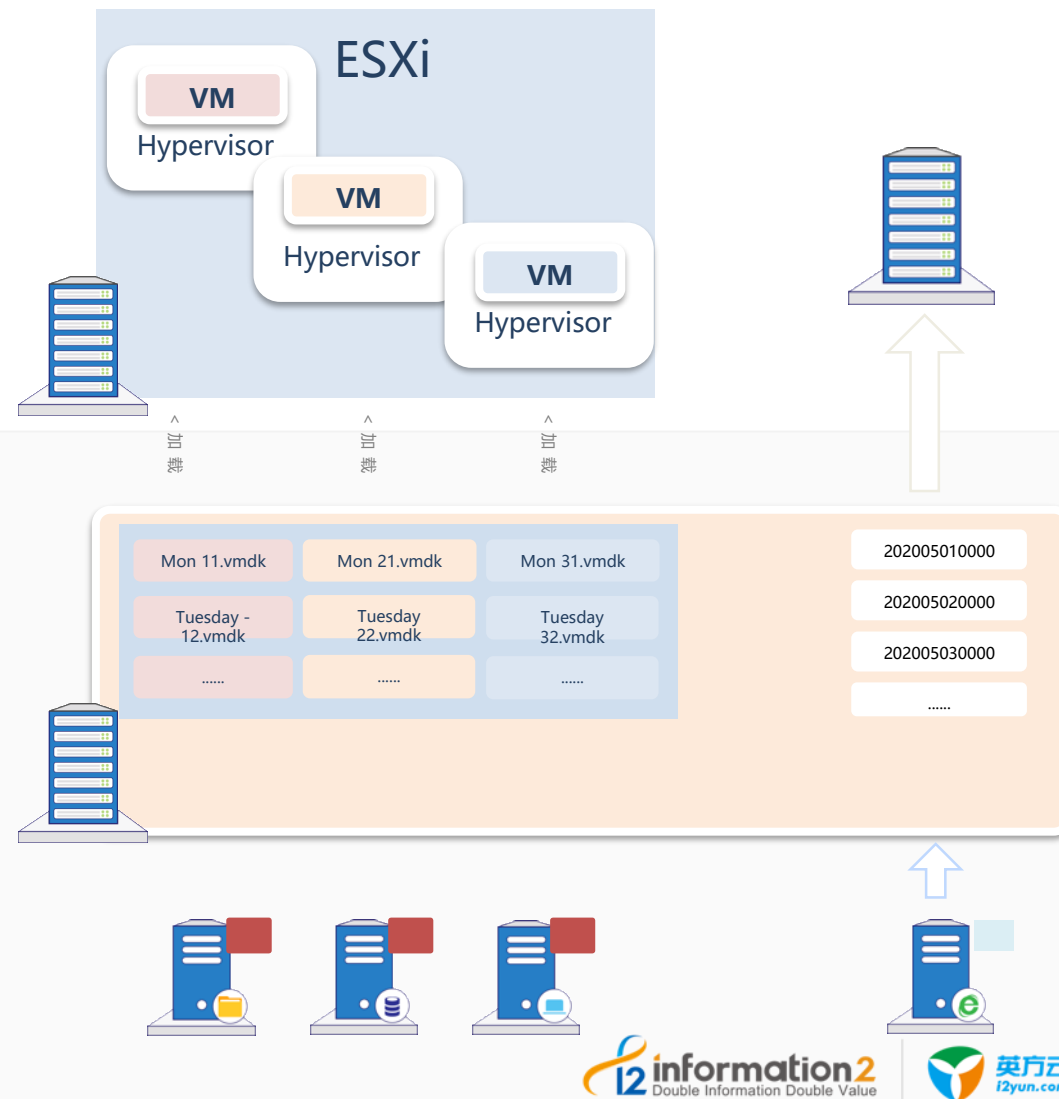 ESXi
VM
Hypervisor
VM
Hypervisor
VM
Hypervisor
<加载
<加载
<加载
Mon 11.vmdk
Mon 21.vmdk
Mon 31.vmdk
Tuesday -
12.vmdk
Tuesday
22.vmdk
Tuesday
32.vmdk
......
......
......
202005010000
202005020000
202005030000
......
i2 information2
Double Information Double Value
英方云
i2yun.com